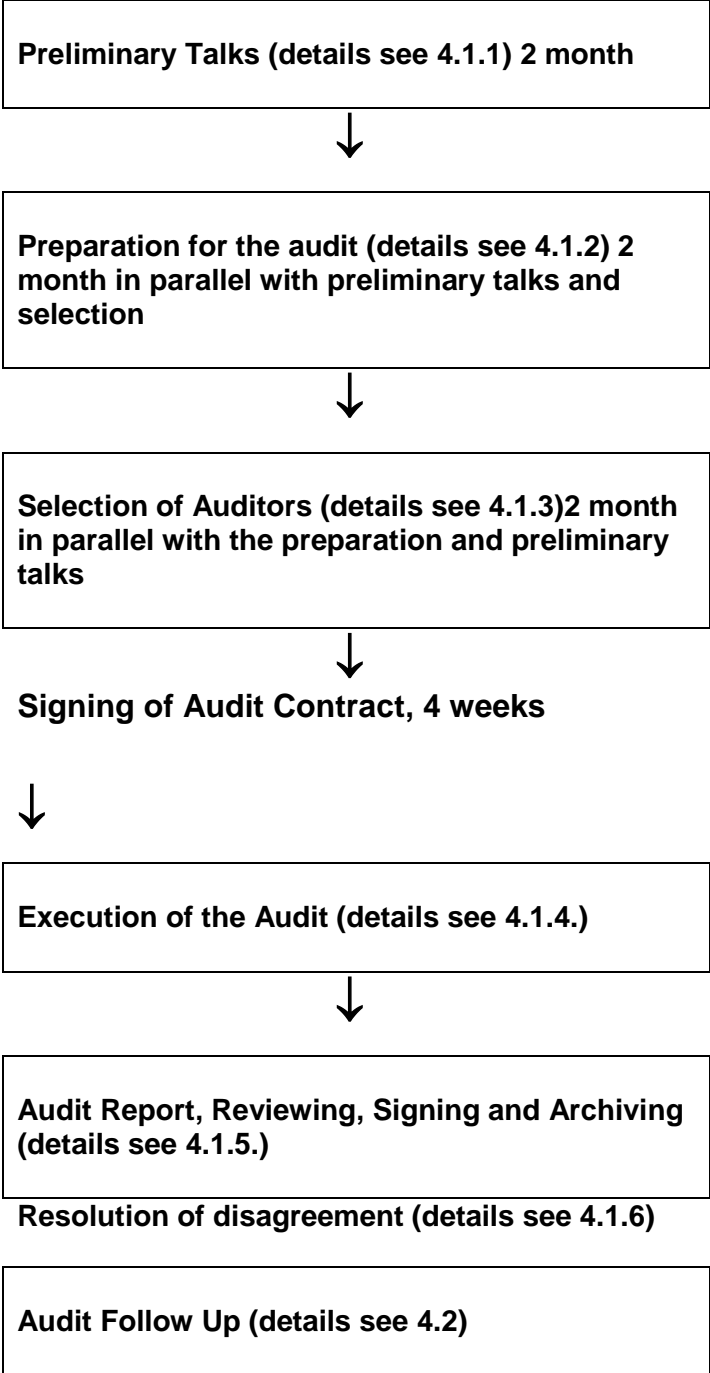 Preliminary Talks (details see 4.1.1) 2 month
↓
Preparation for the audit (details see 4.1.2) 2
month in parallel with preliminary talks and
selection
↓
Selection of Auditors (details see 4.1.3)2 month
in parallel with the preparation and preliminary
talks
↓
Signing of Audit Contract, 4 weeks
↓
Execution of the Audit (details see 4.1.4.)
↓
Audit Report, Reviewing, Signing and Archiving
(details see 4.1.5.)
Resolution of disagreement (details see 4.1.6)
Audit Follow Up (details see 4.2)